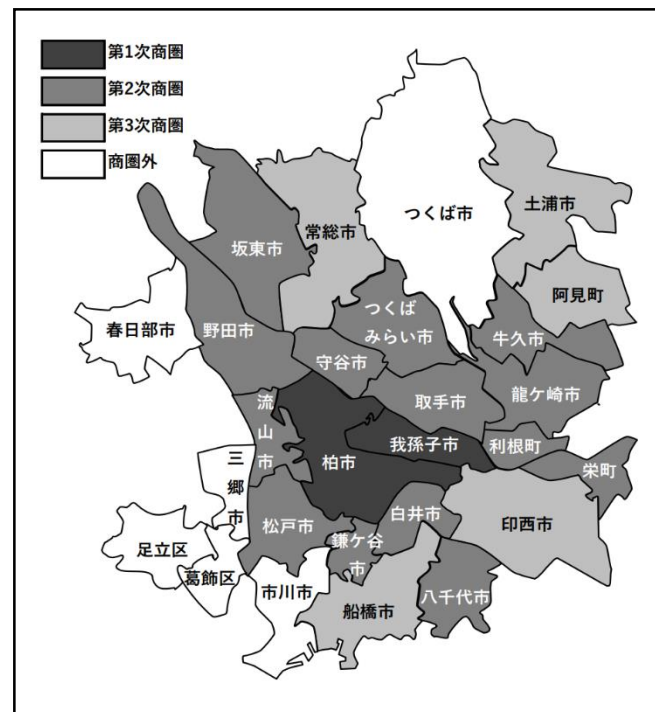 第1次商圏
第2次商圏
第3次商圏
商圏外
つくば市
土浦市
常総市
坂東市
阿見町
つくば
みらい市
牛久市
春日部市
野田市
守谷市
龍ケ崎市
取手市
流
山
市
我孫子市
利根町
栄町
柏市
三
郷
市
白井市
印西市
松戸市
鎌ケ谷
市
足立区
葛飾区
市川市
八千代市
船橋市